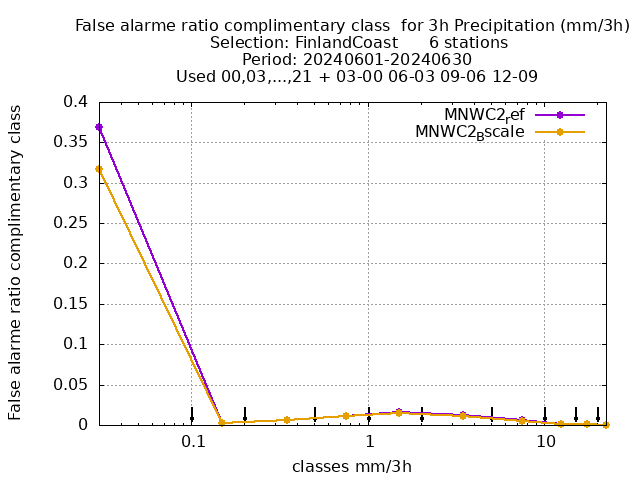 False alarme ratio complimentary class  for 3h Precipitation (mm/3h)
Selection: FinlandCoast      6 stations
Period: 20240601-20240630
Used 00,03,...,21 + 03-00 06-03 09-06 12-09
MNWC2ref
MNWC2Bscale
0.4
0.35
0.3
0.25
0.2
0.15
0.1
0.05
0
False alarme ratio complimentary class
0.1
1
10
classes mm/3h